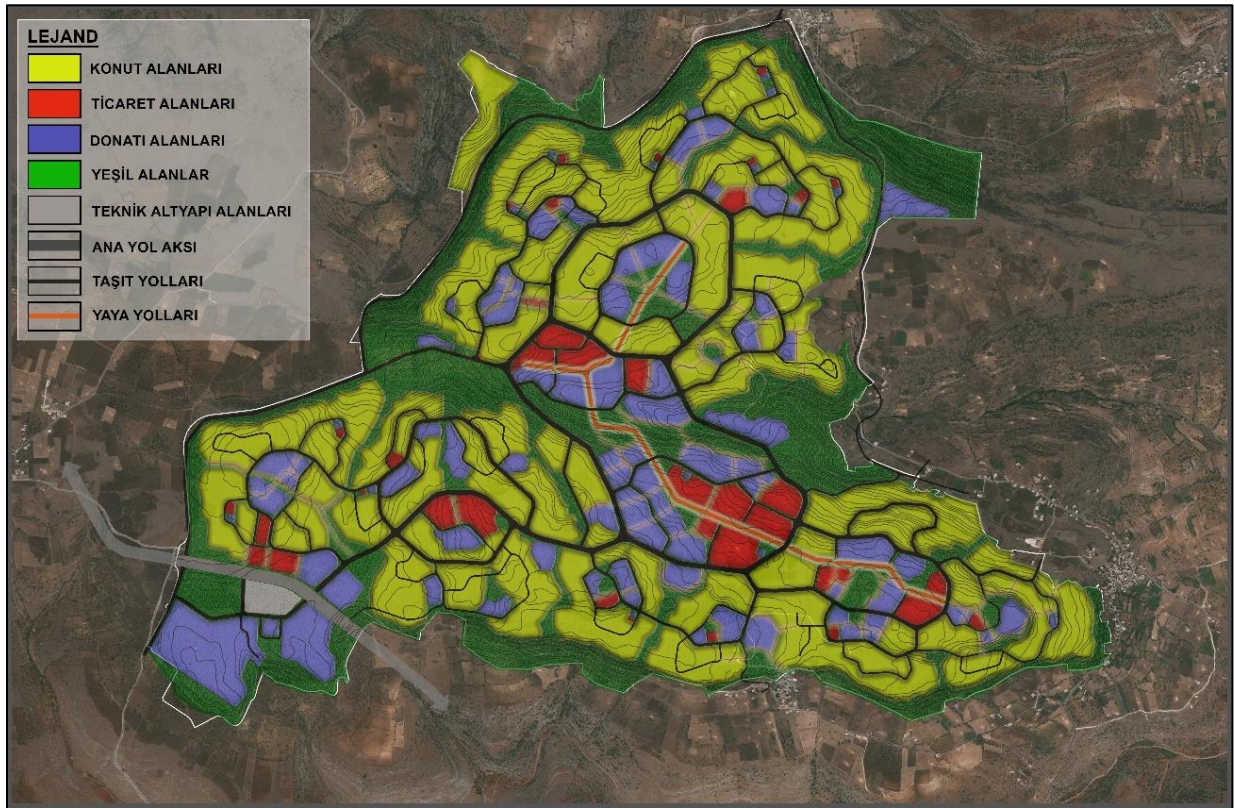 LEJAND
KONUT ALANLARI
TİCARET ALANLARI
DONATI ALANLARI
YEŞİL ALANLAR
TEKNİK ALTYAPI ALANLARI
ANA YOL AKSI
TAŞIT YOLLARI
YAYA YOLLARI